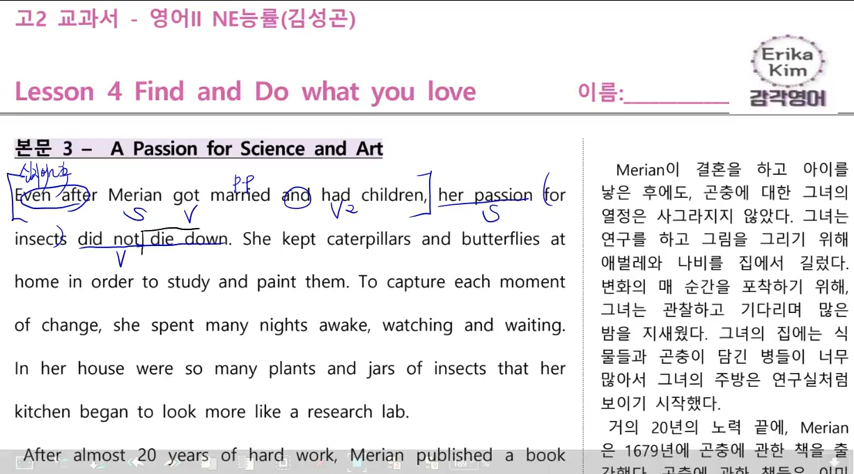 고2 교과서 - 영어II NE능률(김성곤)
Lesson 4 Find and Do what you love
이름:
Erika
Kim
감각영어
본문 3 – A Passion for Science and Art
p.p
Even after Merian got married and had children, her passion for
S V V2 S
insects did not die down. She kept caterpillars and butterflies at
V
home in order to study and paint them. To capture each moment
of change, she spent many nights awake, watching and waiting.
In her house were so many plants and jars of insects that her
kitchen began to look more like a research lab.
After almost 20 years of hard work, Merian published a book
Merian이 결혼을 하고 아이를
낳은 후에도, 곤충에 대한 그녀의
열정은 사그라지지 않았다. 그녀는
연구를 하고 그림을 그리기 위해
애벌레와 나비를 집에서 길렀다.
변화의 매 순간을 포착하기 위해,
그녀는 관찰하고 기다리며 많은
밤을 지새웠다. 그녀의 집에는 식
물들과 곤충이 담긴 병들이 너무
많아서 그녀의 주방은 연구실처럼
보이기 시작했다.
거의 20년의 노력 끝에, Merian
은 1679년에 곤충에 관한 책을 출
간했다. 곤충에 관한 책들은 이미